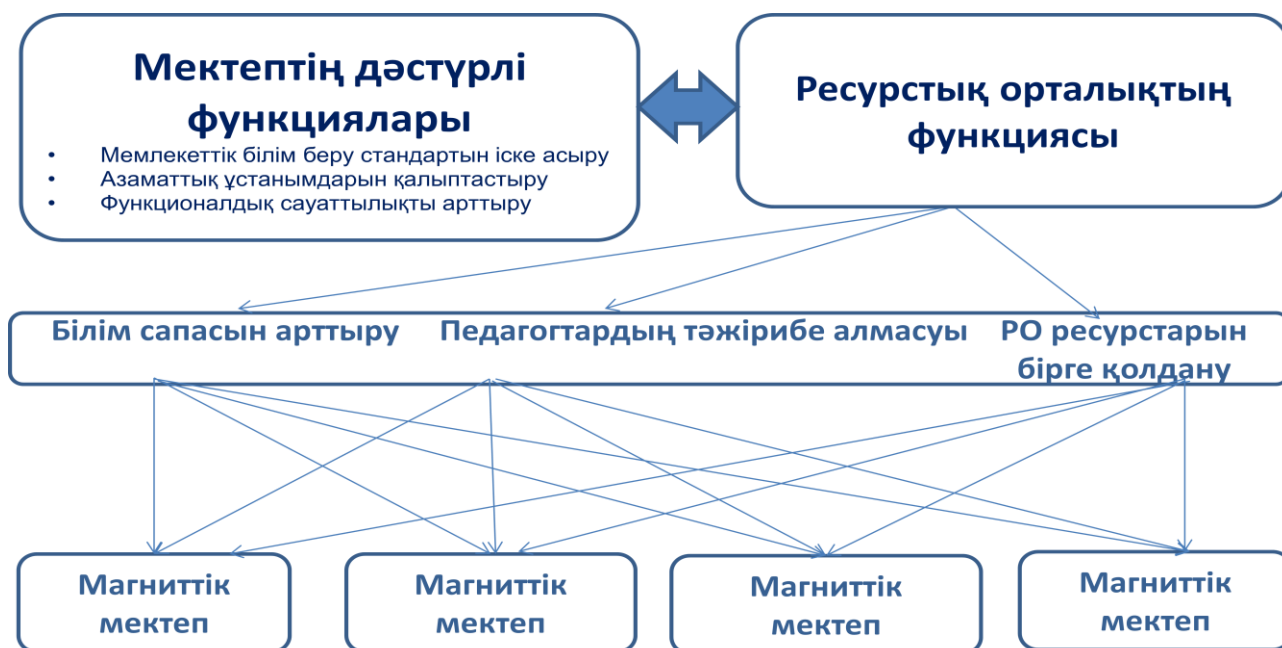 Мектептің дәстүрлі
функциялары
• Мемлекеттік білім беру стандартын іске асыру
• Азаматтық ұстанымдарын қалыптастыру
• Функционалдық сауаттылықты арттыру
Ресурстық орталықтың
функциясы
Білім сапасын арттыру
Педагогтардың тәжірибе алмасуы
РО ресурстарын
бірге қолдану
Магниттік
мектеп
Магниттік
мектеп
Магниттік
мектеп
Магниттік
мектеп